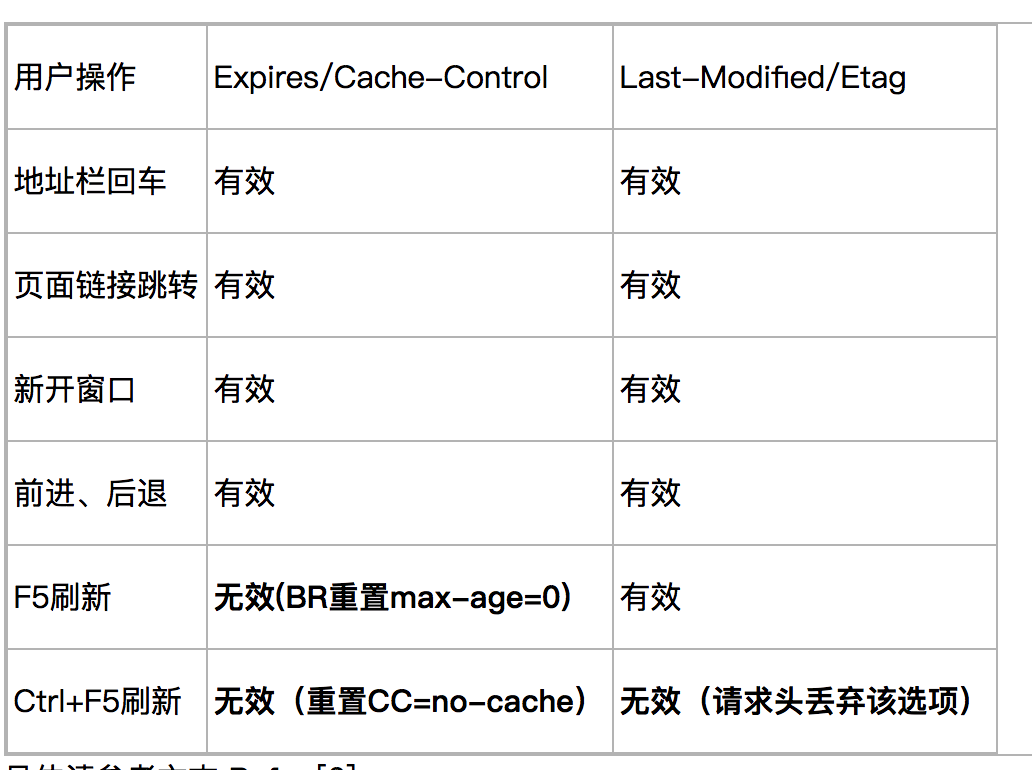 用户操作 Expires/Cache-Control Last-Modified/Etag
地址栏回车 有效 有效
页面链接跳转 有效 有效
新开窗口 有效 有效
前进、后退 有效 有效
F5刷新 无效(BR重置max-age=0) 有效
Ctrl+F5刷新 无效（重置CC=no-cache） 无效（请求头丢弃该选项）